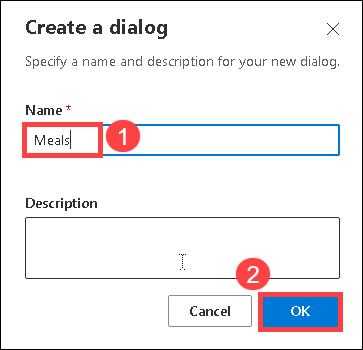 Create a dialog
Specify a name and description for your new dialog.
Name *
Meals
1
Description
2
Cancel
OK